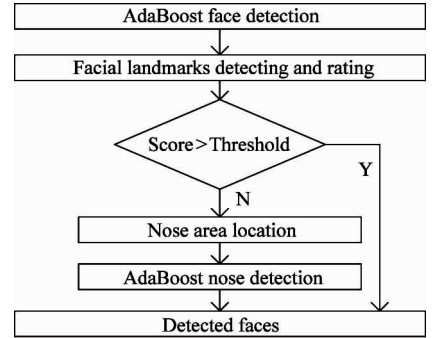 AdaBoost face detection
Facial landmarks detecting and rating
Score>Threshold
Y
N
Nose area location
AdaBoost nose detection
Detected faces